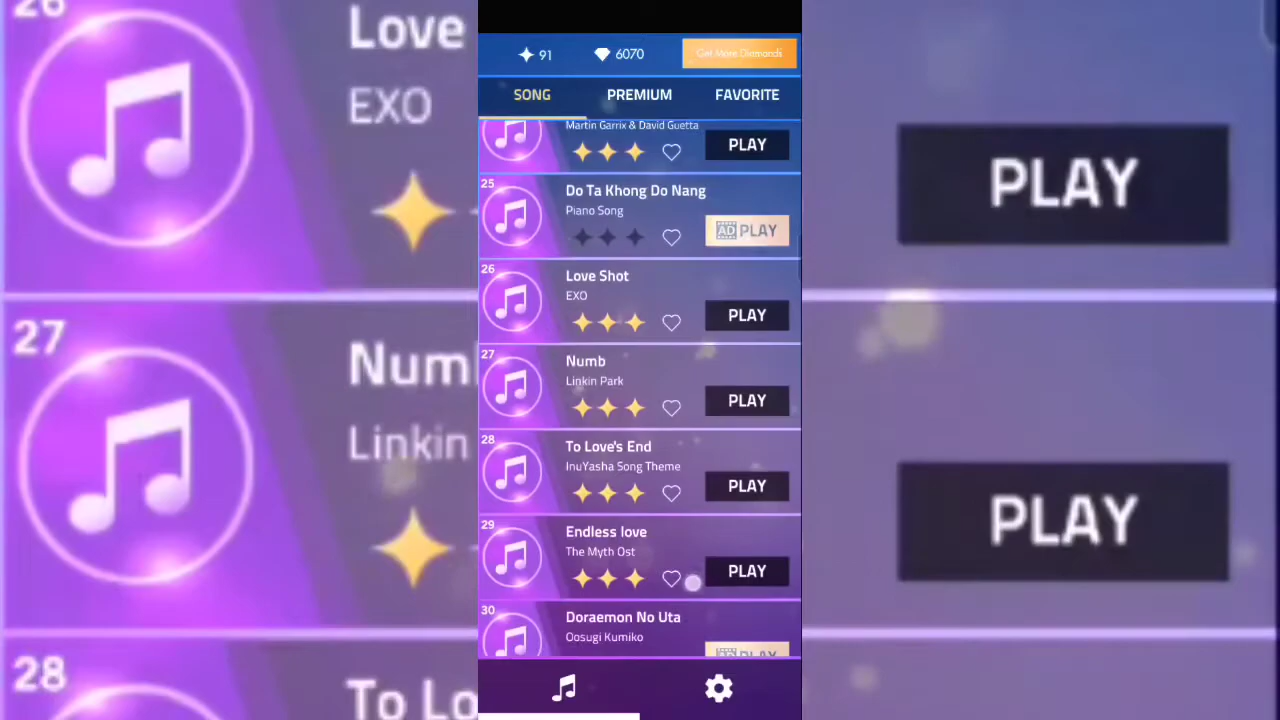 91
6070
Get More Diamonds
SONG
PREMIUM
FAVORITE
Martin Garrix & David Guetta
PLAY
25
Do Ta Khong Do Nang
Piano Song
AD PLAY
26
Love Shot
EXO
PLAY
27
Numb
Linkin Park
PLAY
28
To Love's End
InuYasha Song Theme
PLAY
29
Endless love
The Myth Ost
PLAY
30
Doraemon No Uta
Oosugi Kumiko
AD PLAY
26
Love
EXO
PLAY
27
Numb
Linkin
PLAY
28
To Lo